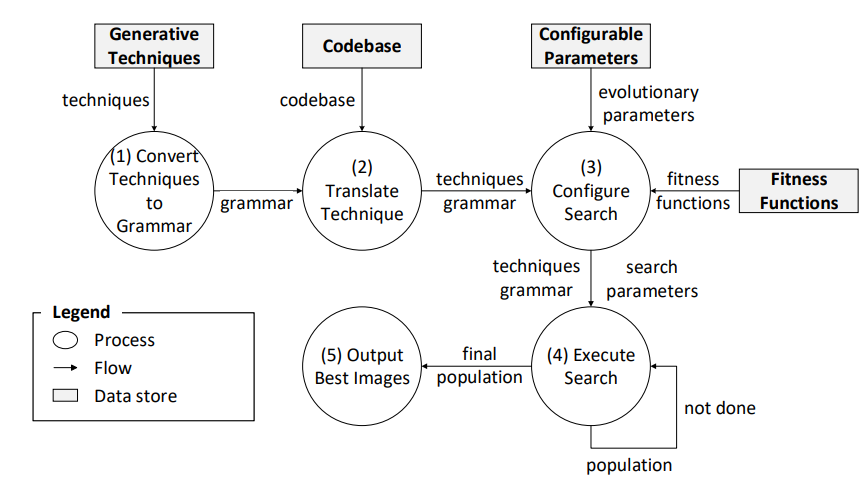 Generative
Techniques
Codebase
Configurable
Parameters
techniques
codebase
evolutionary
parameters
(1) Convert
Techniques
to
Grammar
grammar
(2)
Translate
Technique
techniques
grammar
(3)
Configure
Search
fitness
functions
Fitness
Functions
techniques
grammar
search
parameters
Legend
Process
Flow
Data store
(5) Output
Best Images
final
population
(4) Execute
Search
not done
population